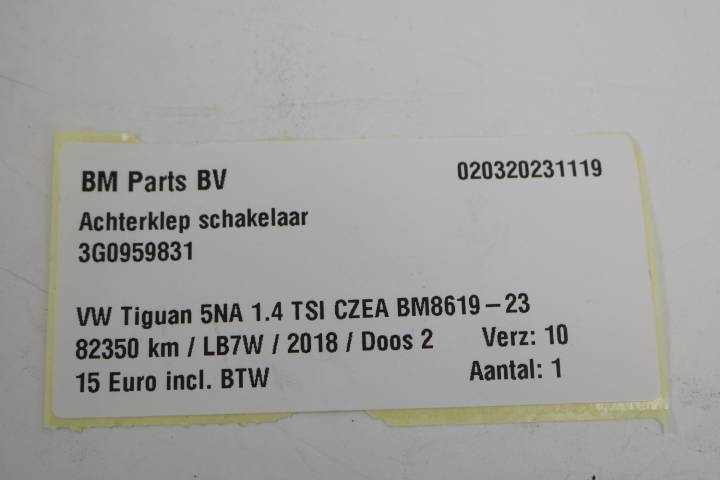 BM Parts BV 020320231119
Achterklep schakelaar
3G0959831
VW Tiguan 5NA 1.4 TSI CZEA BM8619-23
82350 km / LB7W / 2018 / Doos 2 Verz: 10
15 Euro incl. BTW Aantal: 1